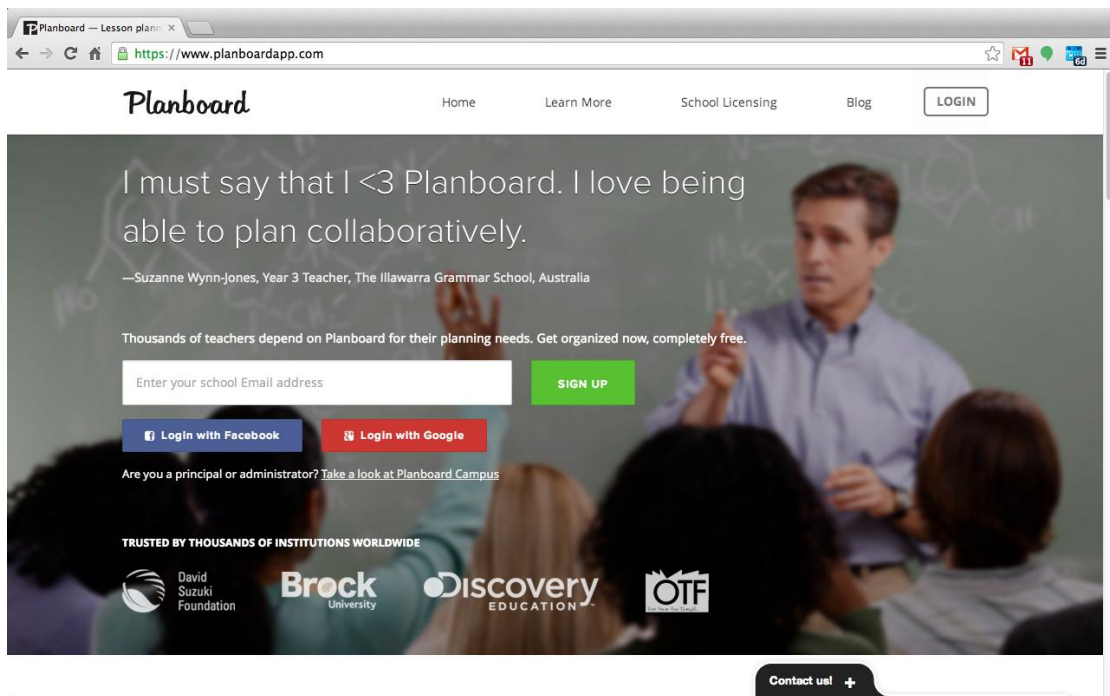 Planboard — Lesson plann
https://www.planboardapp.com
11
6d
Planboard
Home Learn More School Licensing Blog LOGIN
I must say that I <3 Planboard. I love being
able to plan collaboratively.
—Suzanne Wynn-Jones, Year 3 Teacher, The Illawarra Grammar School, Australia
Thousands of teachers depend on Planboard for their planning needs. Get organized now, completely free.
Enter your school Email address
SIGN UP
Login with Facebook Login with Google
Are you a principal or administrator? Take a look at Planboard Campus
TRUSTED BY THOUSANDS OF INSTITUTIONS WORLDWIDE
David
Suzuki
Foundation
Brock
University
Discovery
EDUCATION
OTF
Contact us! +